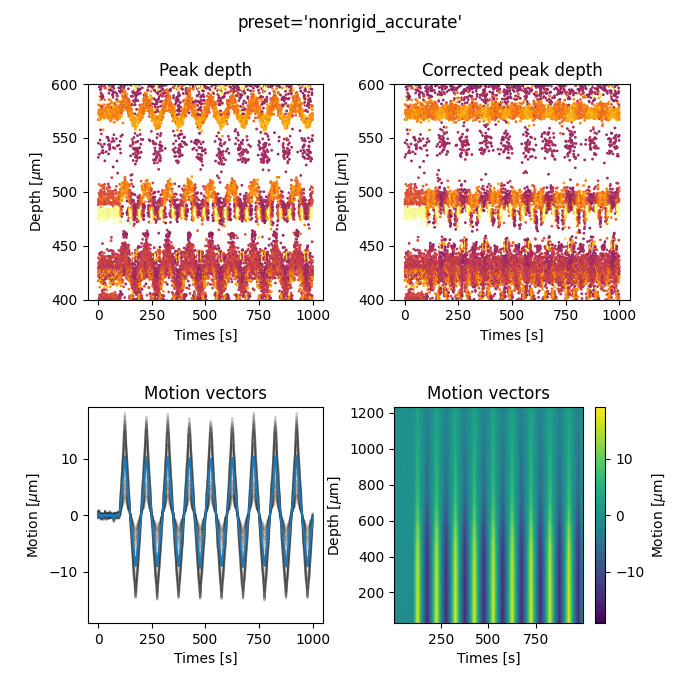 preset='nonrigid_accurate'
Peak depth
Corrected peak depth
600
550
500
450
400
Depth [μm]
0
250
500
750
1000
Times [s]
600
550
500
450
400
Depth [μm]
0
250
500
750
1000
Times [s]
Motion vectors
Motion vectors
10
0
−10
Motion [μm]
0
250
500
750
1000
Times [s]
1200
1000
800
600
400
200
Depth [μm]
250
500
750
Times [s]
10
0
−10
Motion [μm]